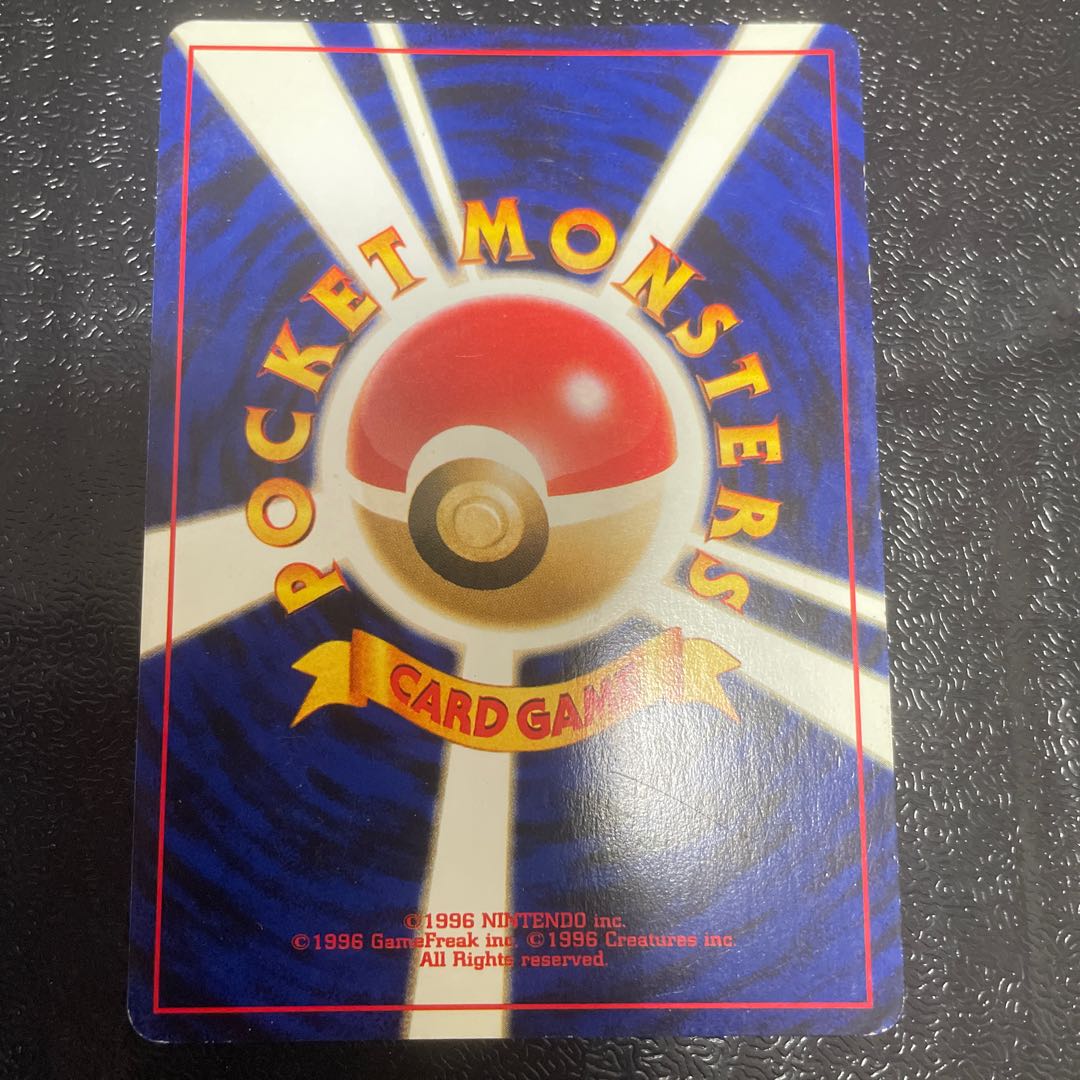 POCKET MONSTERS
CARD GAME
©1996 NINTENDO inc.
©1996 GameFreak inc. ©1996 Creatures inc.
All Rights reserved.